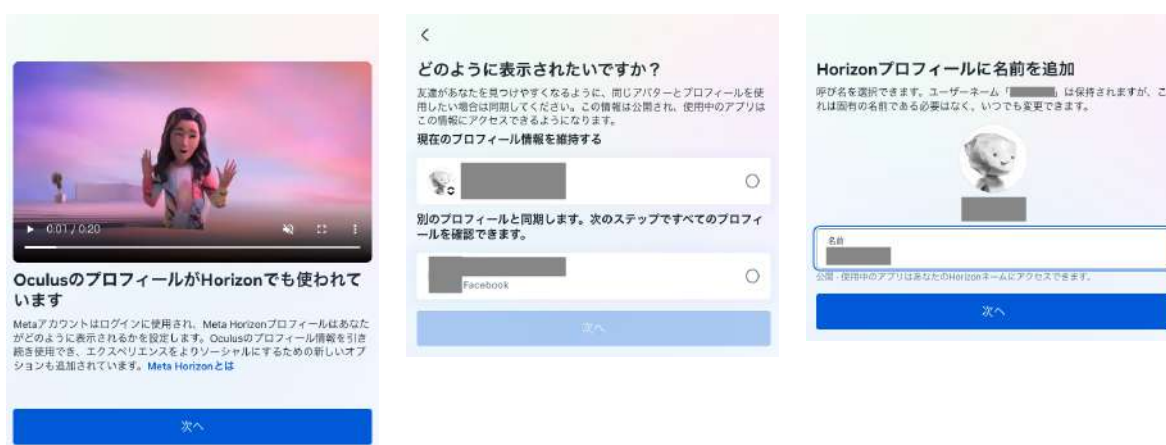 0:01 / 0:20
OculusのプロフィールがHorizonでも使われて
います
Metaアカウントはログインに使用され、Meta Horizonプロフィールはあなた
がどのように表示されるかを設定します。Oculusのプロフィール情報を引き
続き使用でき、エクスペリエンスをよりソーシャルにするための新しいオプ
ションも追加されています。Meta Horizonとは
次へ
どのように表示されたいですか？
友達があなたを見つけやすくなるように、同じアバターとプロフィールを使
用したい場合は同期してください。この情報は公開され、使用中のアプリは
この情報にアクセスできるようになります。
現在のプロフィール情報を維持する
別のプロフィールと同期します。次のステップですべてのプロフィ
ールを確認できます。
Facebook
次へ
Horizonプロフィールに名前を追加
呼び名を選択できます。ユーザーネーム「 」は保持されますが、こ
れは固有の名前である必要はなく、いつでも変更できます。
名前
公開 · 使用中のアプリはあなたのHorizonネームにアクセスできます。
次へ